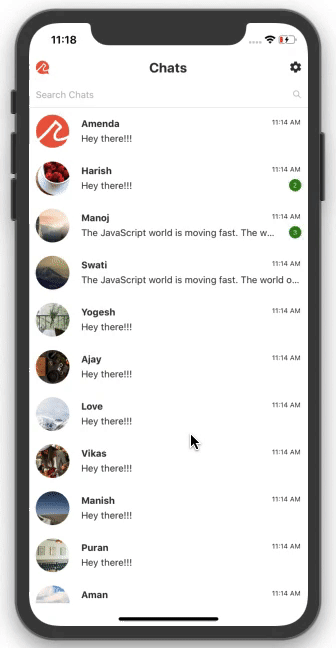 11:18
Chats
Search Chats
Amenda 11:14 AM
Hey there!!!
Harish 11:14 AM
Hey there!!! 2
Manoj 11:14 AM
The JavaScript world is moving fast. The w... 3
Swati 11:14 AM
The JavaScript world is moving fast. The world o...
Yogesh 11:14 AM
Hey there!!!
Ajay 11:14 AM
Hey there!!!
Love 11:14 AM
Hey there!!!
Vikas 11:14 AM
Hey there!!!
Manish 11:14 AM
Hey there!!!
Puran 11:14 AM
Hey there!!!
Aman 11:14 AM